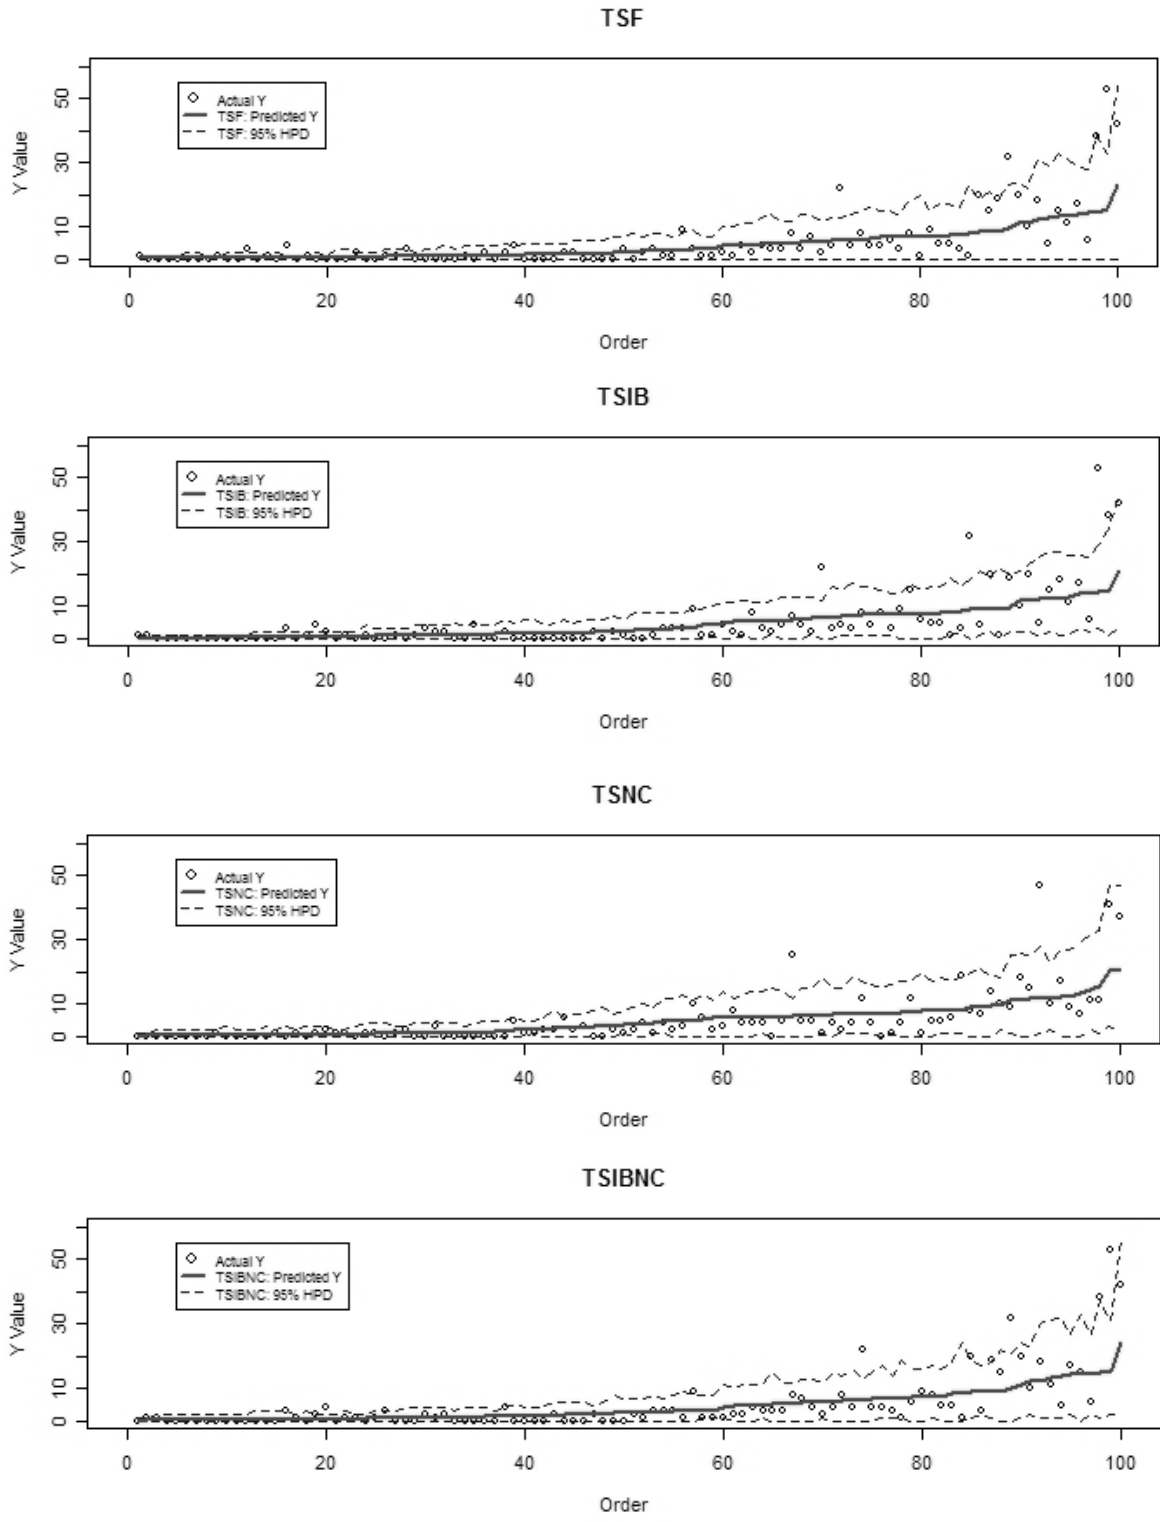 TSF
Y Value
50
30
10
0
Actual Y
TSF: Predicted Y
TSF: 95% HPD
0 20 40 60 80 100
Order
TSIB
Y Value
50
30
10
0
Actual Y
TSIB: Predicted Y
TSIB: 95% HPD
0 20 40 60 80 100
Order
TSNC
Y Value
50
30
10
0
Actual Y
TSNC: Predicted Y
TSNC: 95% HPD
0 20 40 60 80 100
Order
TSIBNC
Y Value
50
30
10
0
Actual Y
TSIBNC: Predicted Y
TSIBNC: 95% HPD
0 20 40 60 80 100
Order